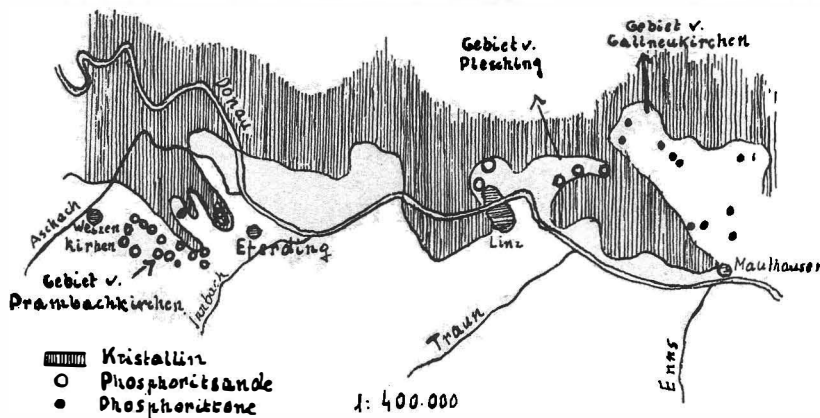 Gebiet v.
Plesching
Gebiet v.
Gallneukirchen
Donau
Aschach
Weizen
kirchen
Gebiet v.
Prambachkirchen
Eferding
Innbach
Linz
Traun
Enns
Mauthausen
Kristallin
Phosphoritsande
Phosphorittone
1: 400.000